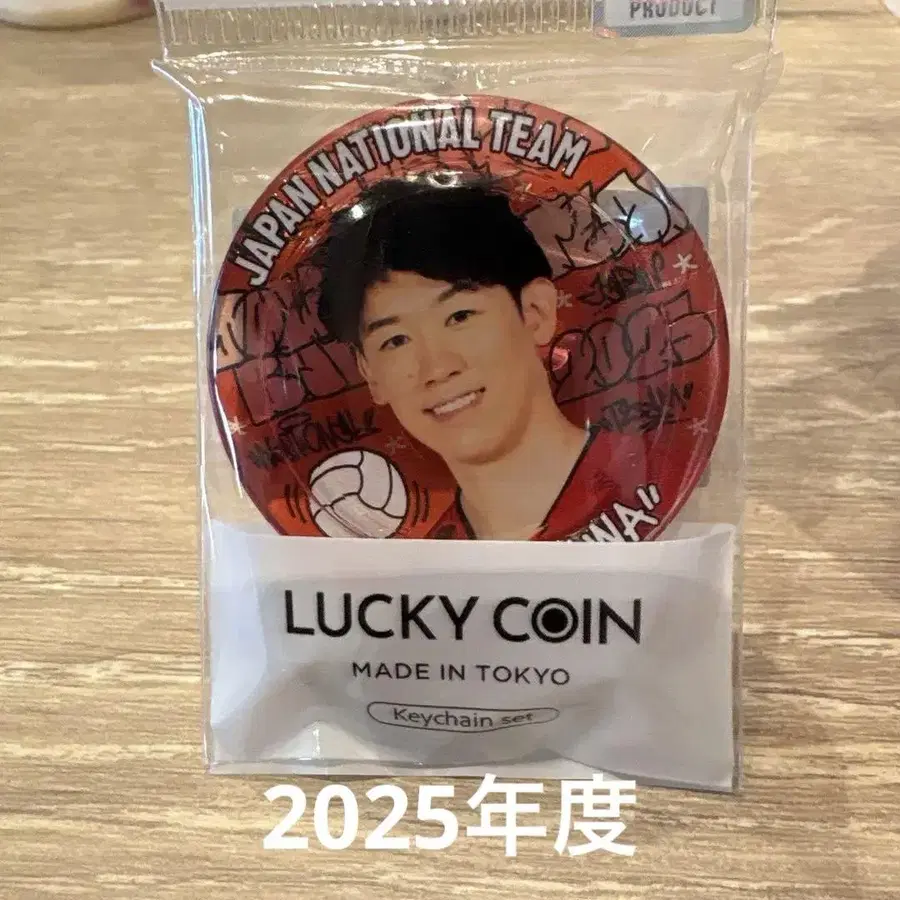 PRODUCT
JAPAN NATIONAL TEAM
2025
LUCKY COIN
MADE IN TOKYO
Keychain set
2025年度